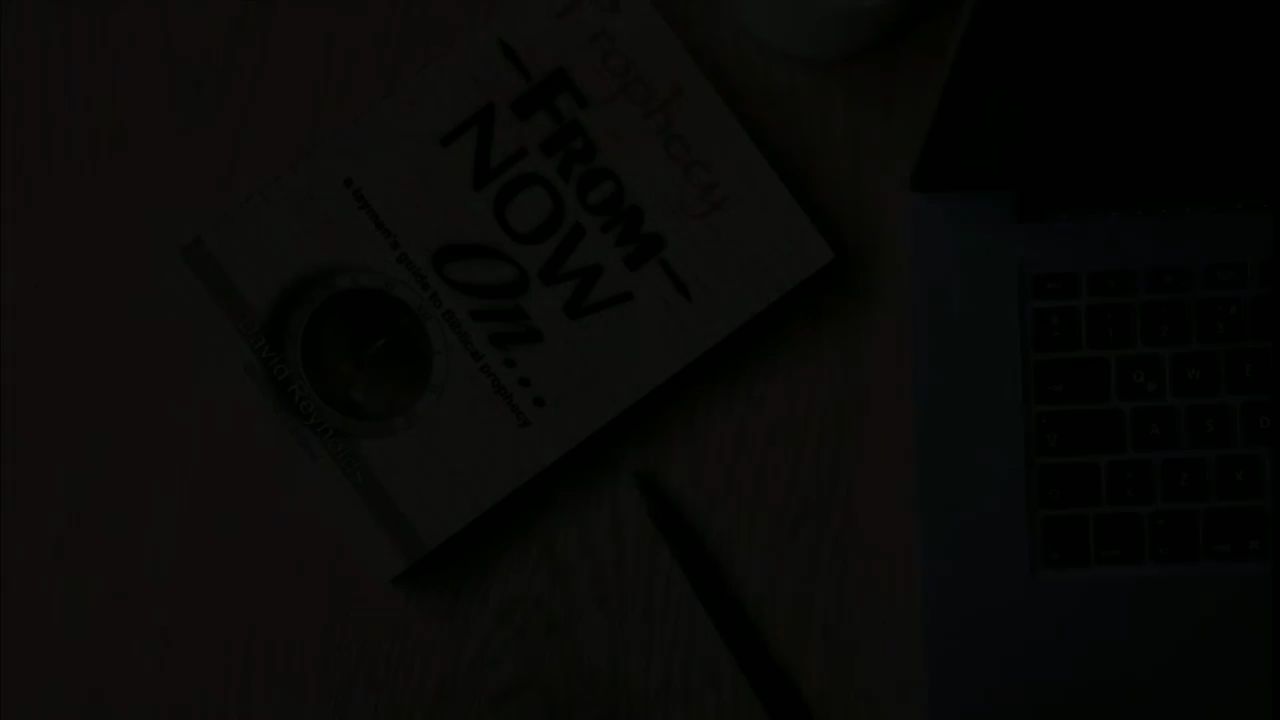 Prophecy
FROM
NOW
On...
a layman's guide to Biblical prophecy
David Reynolds
Q W E
A S D
Z X